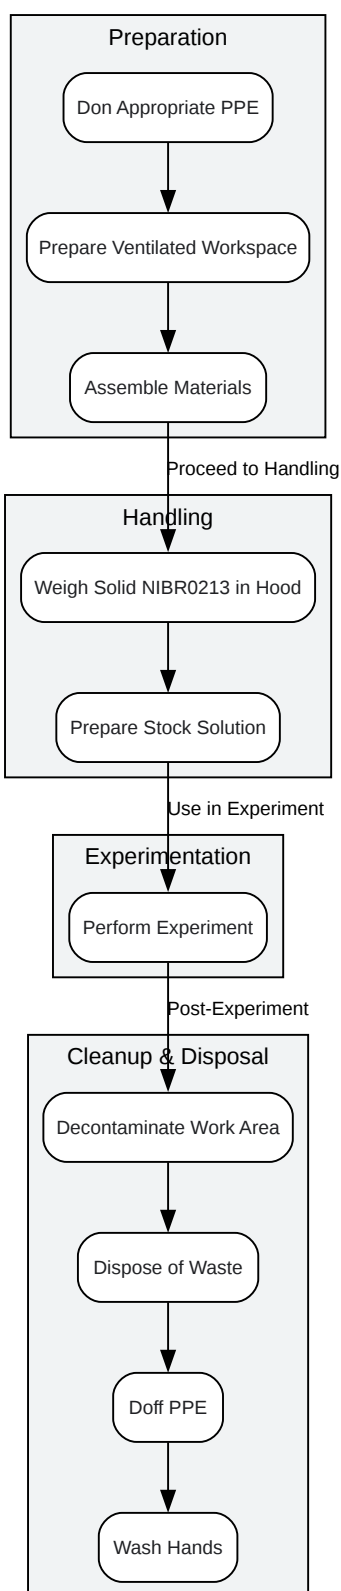 Preparation
Don Appropriate PPE
Prepare Ventilated Workspace
Assemble Materials
Proceed to Handling
Handling
Weigh Solid NIBR0213 in Hood
Prepare Stock Solution
Use in Experiment
Experimentation
Perform Experiment
Post-Experiment
Cleanup & Disposal
Decontaminate Work Area
Dispose of Waste
Doff PPE
Wash Hands